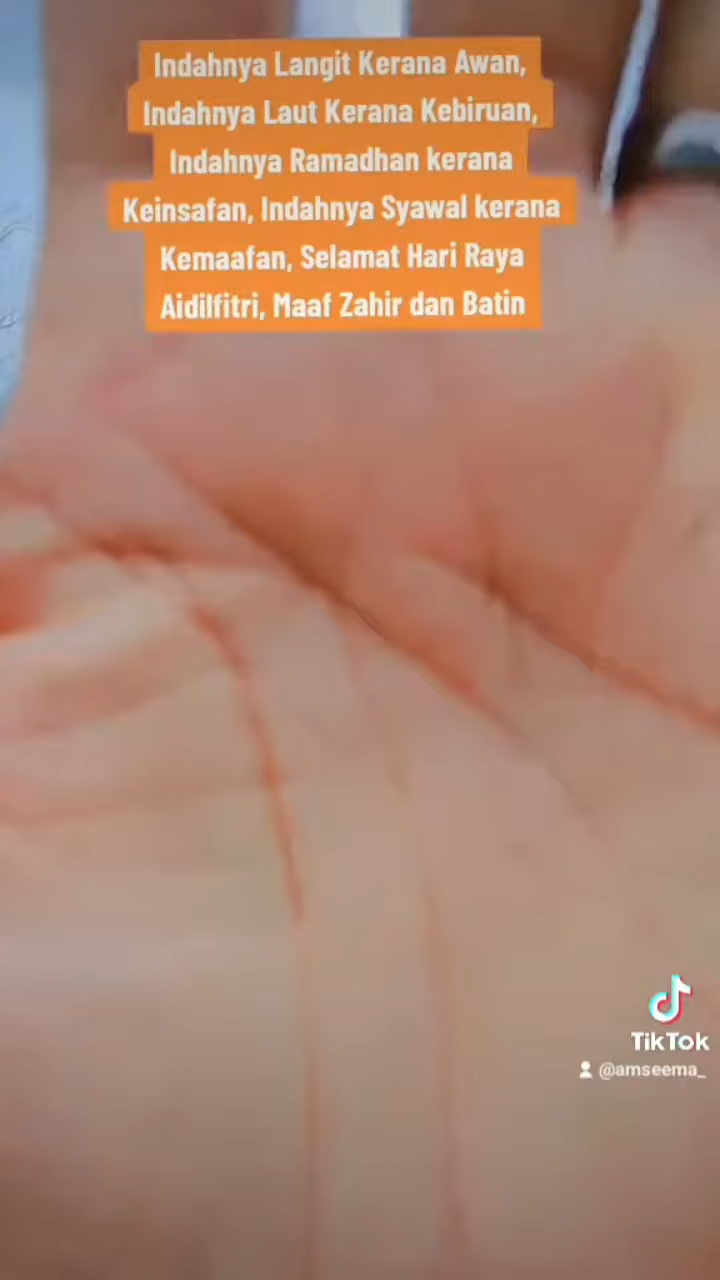 Indahnya Langit Kerana Awan,
Indahnya Laut Kerana Kebiruan,
Indahnya Ramadhan kerana
Keinsafan, Indahnya Syawal kerana
Kemaafan, Selamat Hari Raya
Aidilfitri, Maaf Zahir dan Batin
TikTok
@amseema_